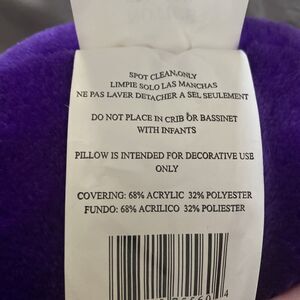 SPOT CLEAN ONLY
LIMPIE SOLO LAS MANCHAS
NE PAS LAVER DETACHER A SEL SEULEMENT
DO NOT PLACE IN CRIB OR BASSINET
WITH INFANTS
PILLOW IS INTENDED FOR DECORATIVE USE
ONLY
COVERING: 68% ACRYLIC 32% POLYESTER
FUNDO: 68% ACRILICO 32% POLIESTER